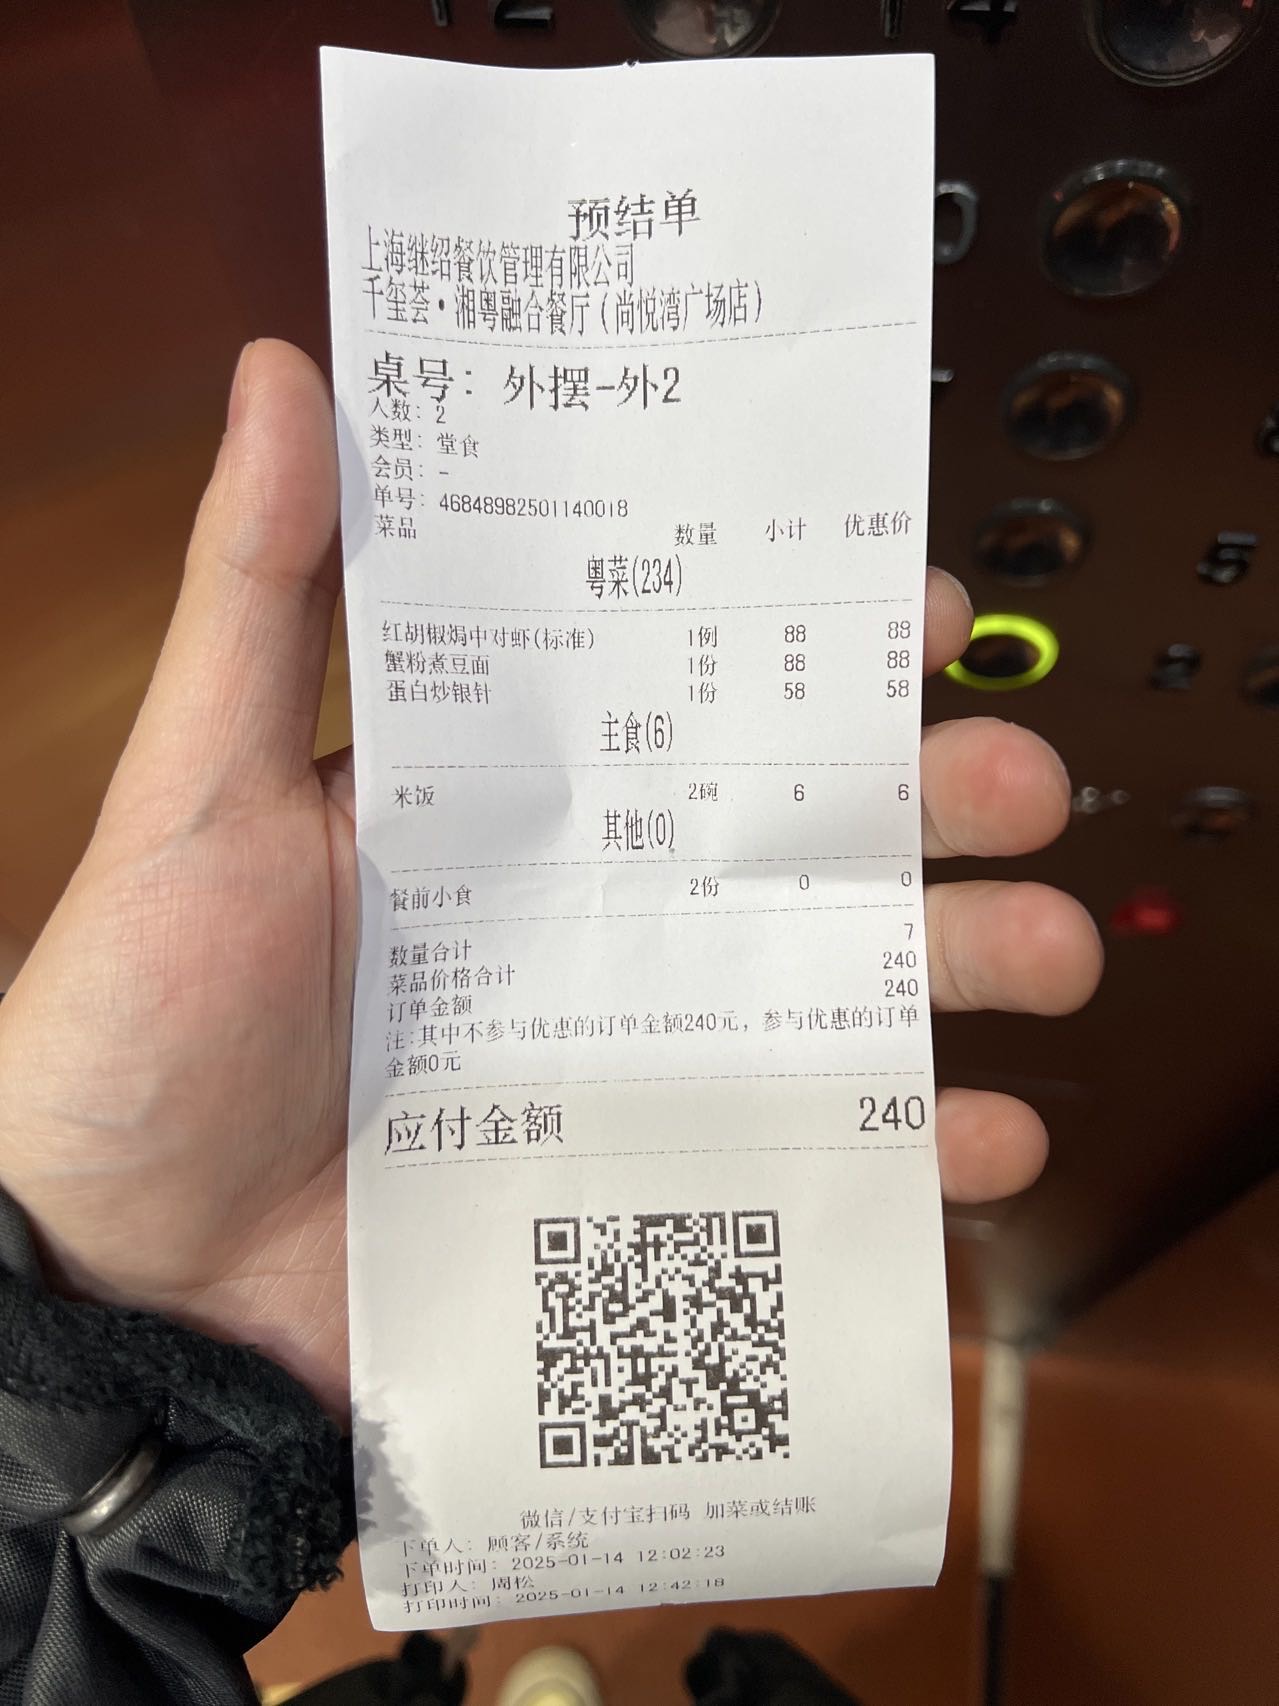 预结单
上海继绍餐饮管理有限公司
千玺荟·湘粤融合餐厅（尚悦湾广场店）
桌号：外摆-外2
人数：2
类型：堂食
会员：-
单号：46848982501140018
菜品 数量 小计 优惠价
粤菜(234)
红胡椒焗中对虾(标准) 1例 88 88
蟹粉煮豆面 1份 88 88
蛋白炒银针 1份 58 58
主食(6)
米饭 2碗 6 6
其他(0)
餐前小食 2份 0 0
数量合计 7
菜品价格合计 240
订单金额 240
注:其中不参与优惠的订单金额240元，参与优惠的订单
金额0元
应付金额 240
微信/支付宝扫码 加菜或结账
下单人：顾客/系统
下单时间：2025-01-14 12:02:23
打印人：周松
打印时间：2025-01-14 12:42:18
0
5
2